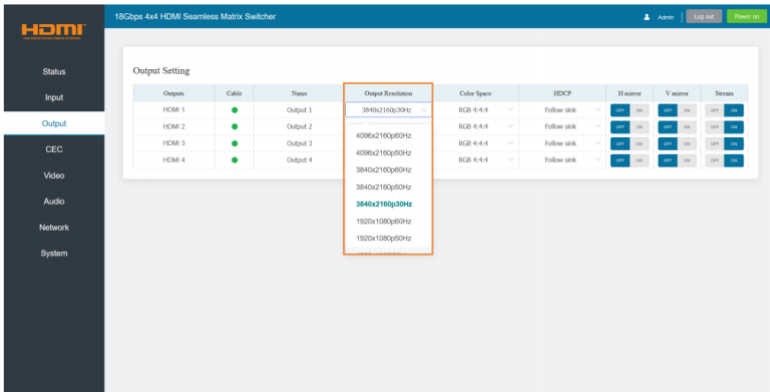 HDMI
18Gbps 4x4 HDMI Seamless Matrix Switcher
Admin
Log out
Power on
Status
Input
Output
CEC
Video
Audio
Network
System
Output Setting
Outputs Cable Name Output Resolution Color Space HDCP H mirror V mirror Stream
HDMI 1 Output 1 3840x2160p30Hz RGB 4:4:4 Follow sink OFF ON OFF ON OFF ON
HDMI 2 Output 2 RGB 4:4:4 Follow sink OFF ON OFF ON OFF ON
HDMI 3 Output 3 RGB 4:4:4 Follow sink OFF ON OFF ON OFF ON
HDMI 4 Output 4 RGB 4:4:4 Follow sink OFF ON OFF ON OFF ON
4096x2160p60Hz
4096x2160p50Hz
3840x2160p60Hz
3840x2160p50Hz
3840x2160p30Hz
1920x1080p60Hz
1920x1080p50Hz